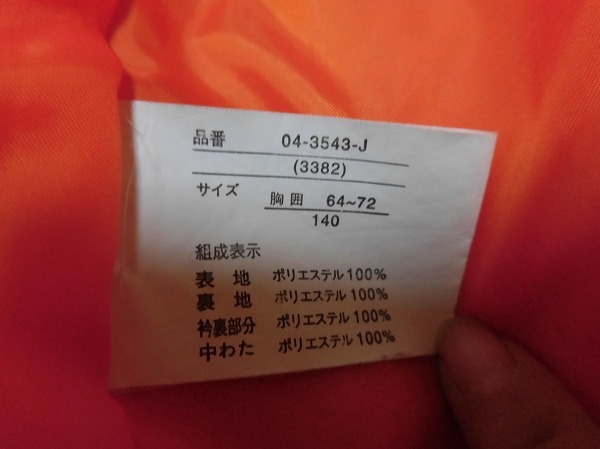 品番 04-3543-J
(3382)
サイズ 胸囲 64~72
140
組成表示
表地 ポリエステル100%
裏地 ポリエステル100%
衿裏部分 ポリエステル100%
中わた ポリエステル100%